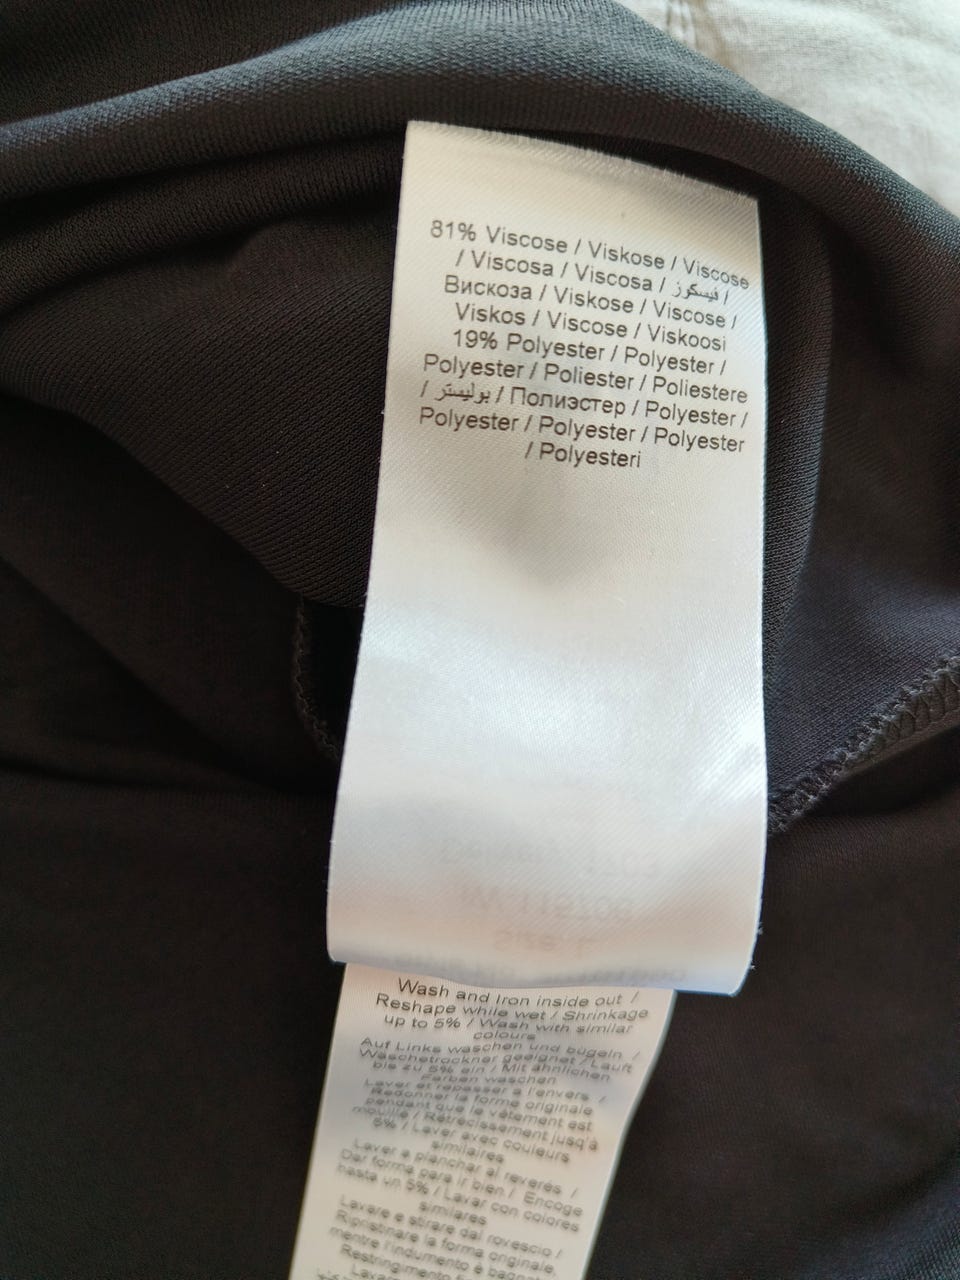 81% Viscose / Viskose / Viscose
/ Viscosa / Viscosa / فيسكوز /
Вискоза / Viskose / Viscose /
Viskos / Viscose / Viskoosi
19% Polyester / Polyester /
Polyester / Poliester / Poliestere
/ بوليستر / Полиэстер / Polyester /
Polyester / Polyester / Polyester
/ Polyesteri
Wash and Iron inside out /
Reshape while wet / Shrinkage
up to 5% / Wash with similar
colours
Auf Links waschen und bügeln /
Waschetrockner geeignet / Lauft
bis zu 5% ein / Mit ahnlichen
Farben waschen
Laver et repasser a l'envers /
Redonner la forme originale
pendant que le vêtement est
mouille / Rétrécissement jusq'a
5% / Laver avec couleurs
similaires
Laver a planchar al reverés /
Dar forma para ir bien / Encoge
hasta un 5% / Lavar con colores
similares
Lavare e stirare dal rovescio /
Ripristinare la forma originale,
mentre l'indumento è
Restringimento